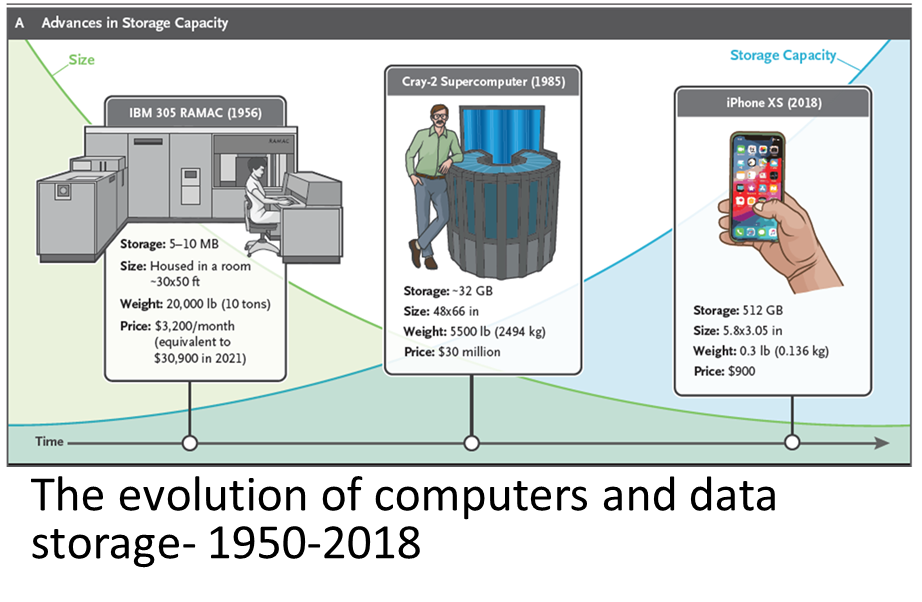 A Advances in Storage Capacity
Size
Storage Capacity
IBM 305 RAMAC (1956)
RAMAC
Storage: 5–10 MB
Size: Housed in a room
~30x50 ft
Weight: 20,000 lb (10 tons)
Price: $3,200/month
(equivalent to
$30,900 in 2021)
Cray-2 Supercomputer (1985)
Storage: ~32 GB
Size: 48x66 in
Weight: 5500 lb (2494 kg)
Price: $30 million
iPhone XS (2018)
Storage: 512 GB
Size: 5.8x3.05 in
Weight: 0.3 lb (0.136 kg)
Price: $900
Time
The evolution of computers and data
storage- 1950-2018